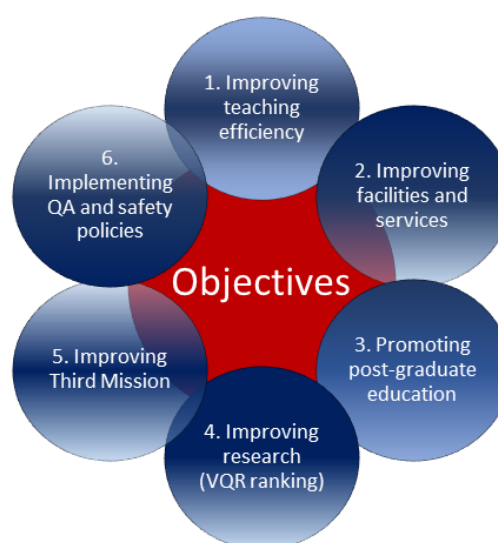 1. Improving
teaching
efficiency
2. Improving
facilities and
services
3. Promoting
post-graduate
education
4. Improving
research
(VQR ranking)
5. Improving
Third Mission
6.
Implementing
QA and safety
policies
Objectives